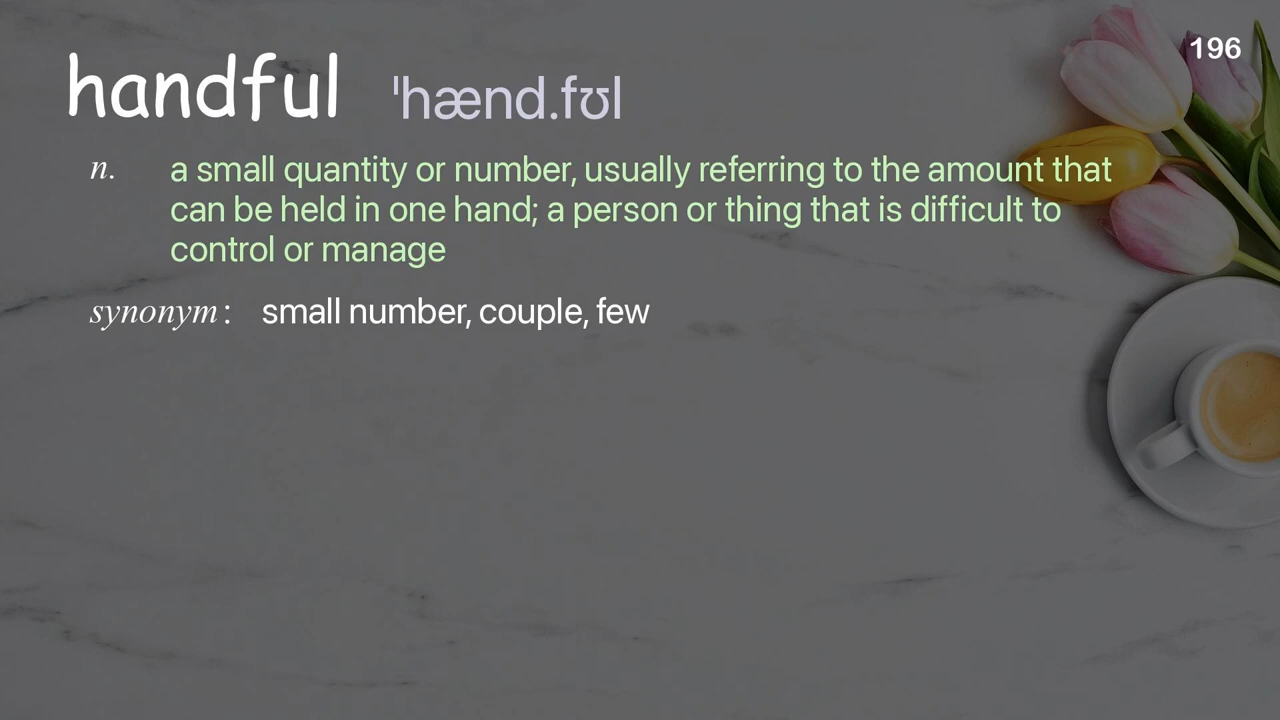 196
handful ˈhænd.fʊl
n. a small quantity or number, usually referring to the amount that
can be held in one hand; a person or thing that is difficult to
control or manage
synonym: small number, couple, few